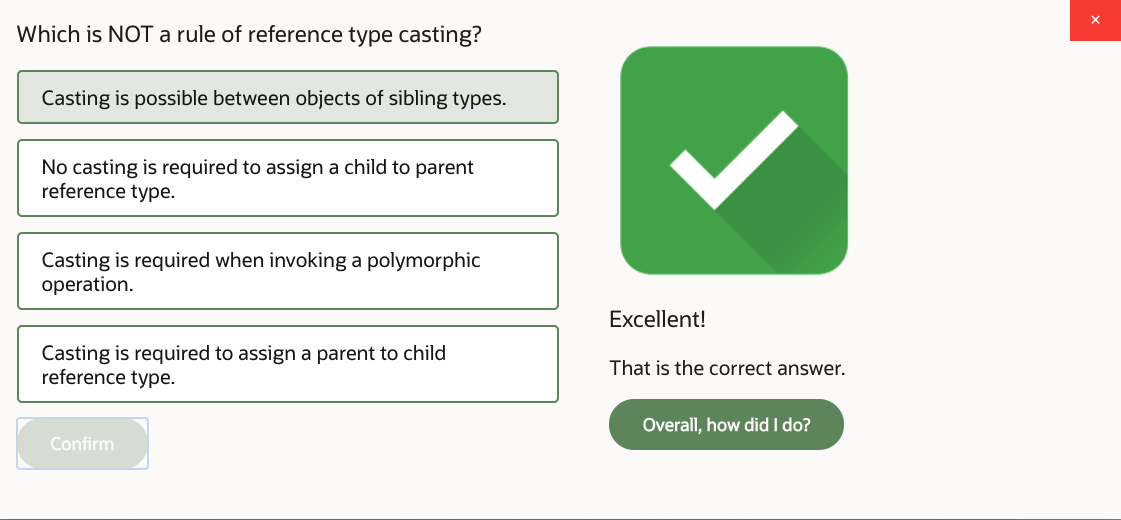 Which is NOT a rule of reference type casting?
×
Casting is possible between objects of sibling types.
No casting is required to assign a child to parent
reference type.
Casting is required when invoking a polymorphic
operation.
Casting is required to assign a parent to child
reference type.
Confirm
Excellent!
That is the correct answer.
Overall, how did I do?